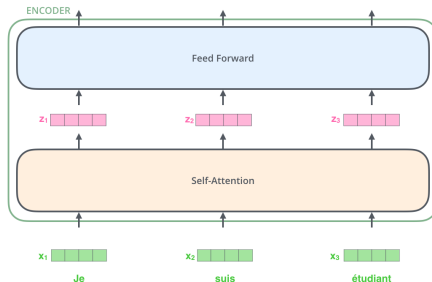 ENCODER
Feed Forward
z₁ z₂ z₃
Self-Attention
x₁ x₂ x₃
Je suis étudiant